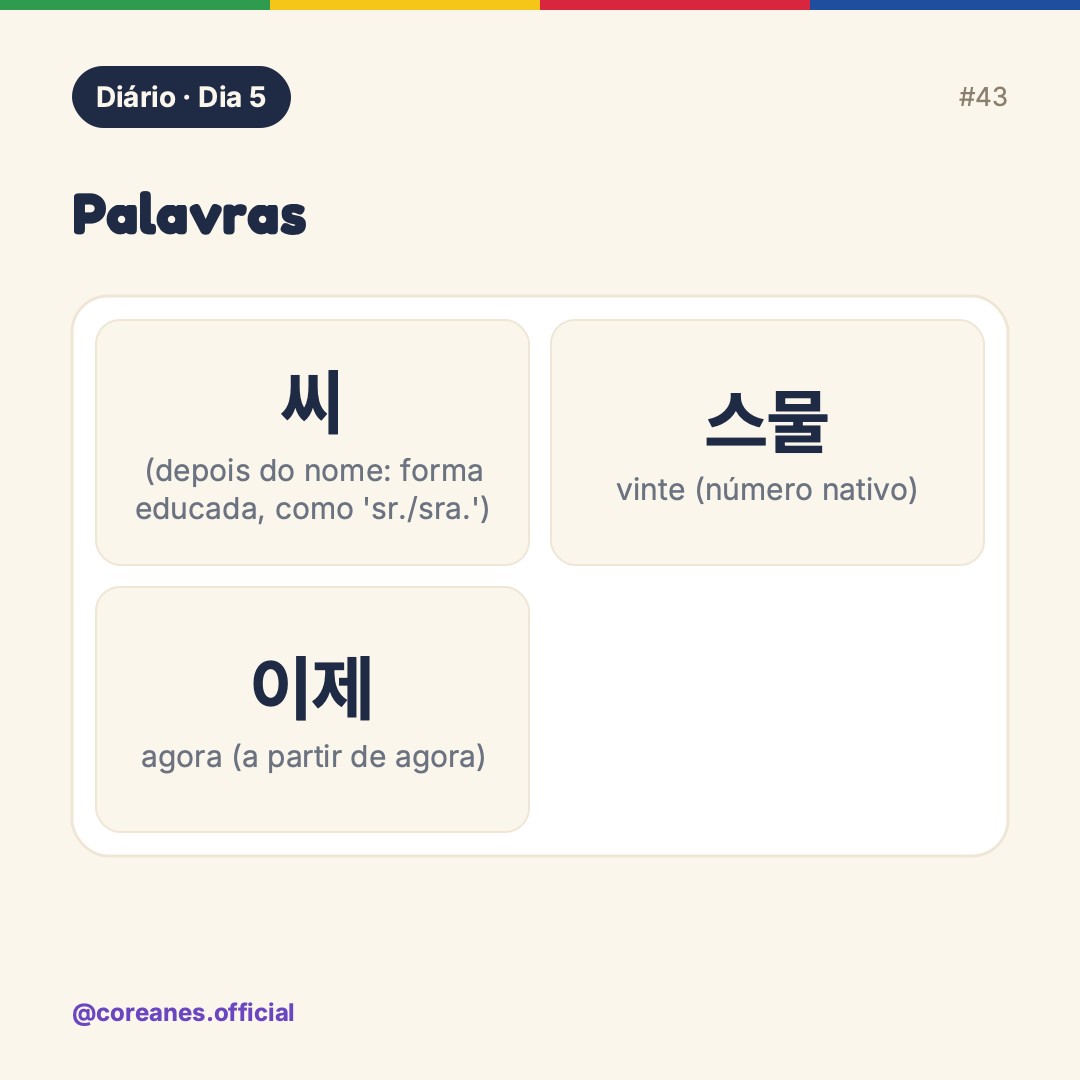 Diário · Dia 5
#43
Palavras
씨
(depois do nome: forma
educada, como 'sr./sra.')
스물
vinte (número nativo)
이제
agora (a partir de agora)
@coreanes.official